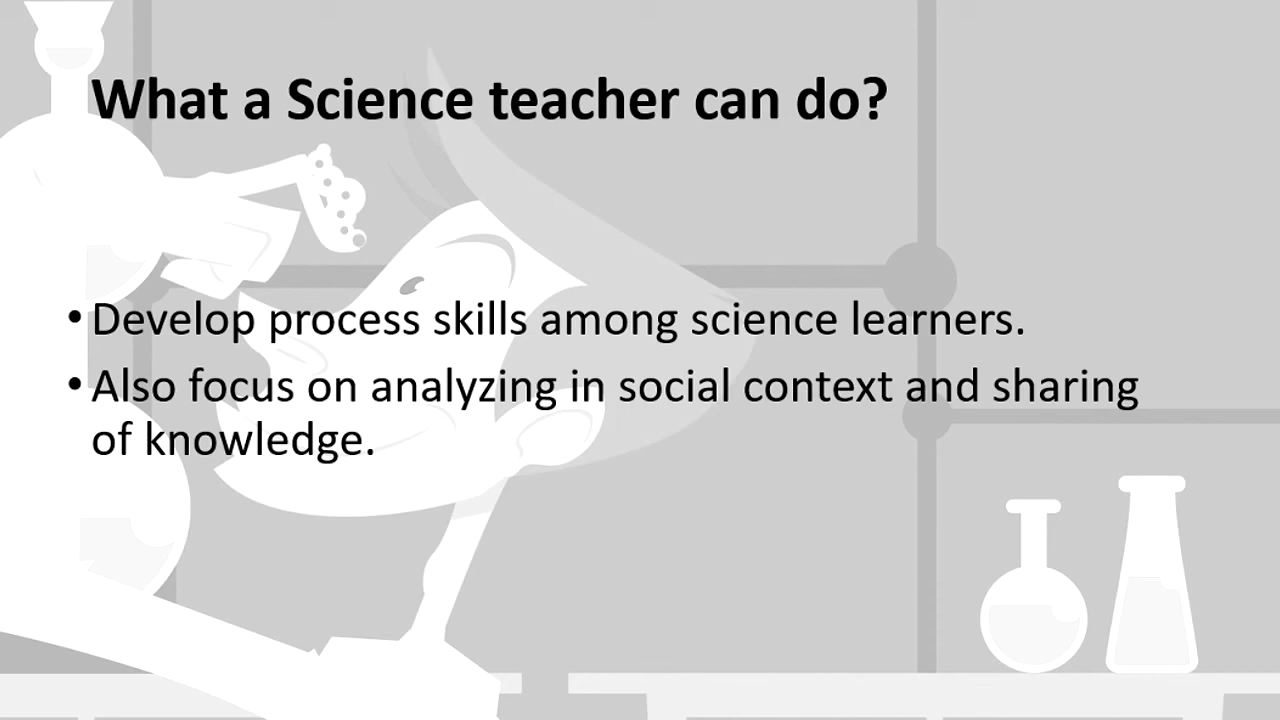 What a Science teacher can do?
• Develop process skills among science learners.
• Also focus on analyzing in social context and sharing
of knowledge.